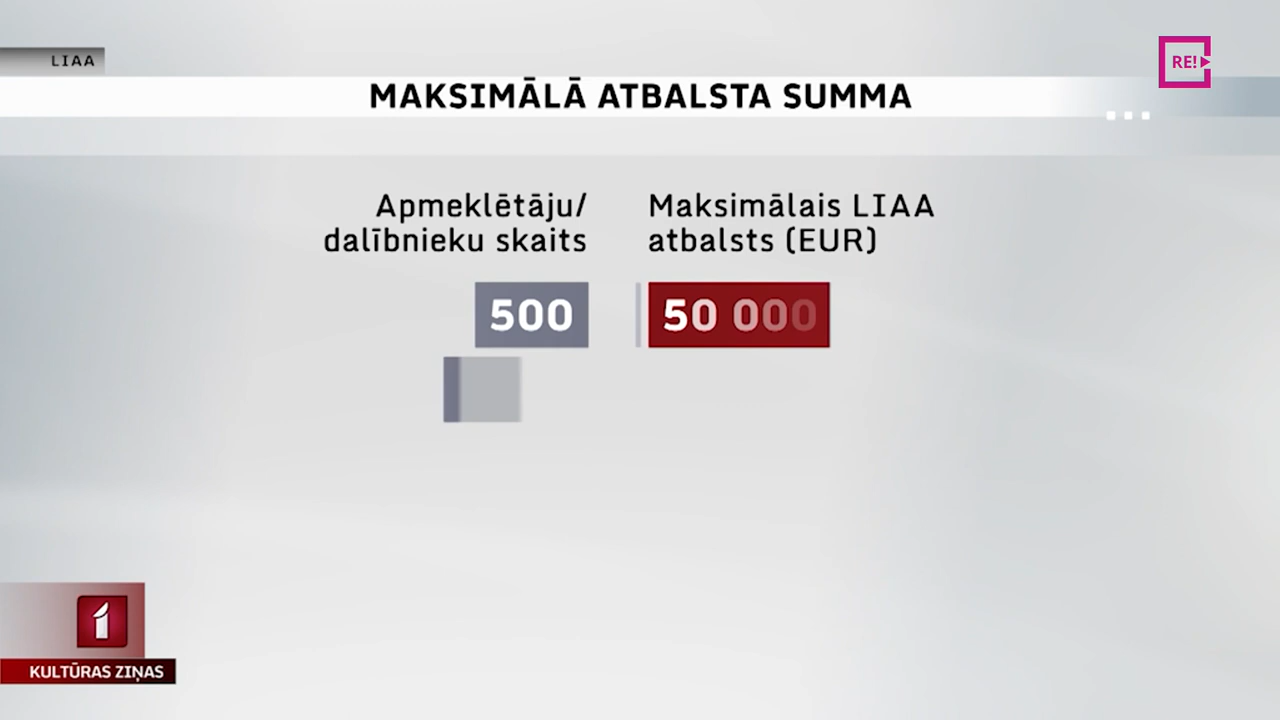 LIAA
RE!
MAKSIMĀLĀ ATBALSTA SUMMA
Apmeklētāju/
dalībnieku skaits
Maksimālais LIAA
atbalsts (EUR)
500
50 000
1
KULTŪRAS ZIŅAS